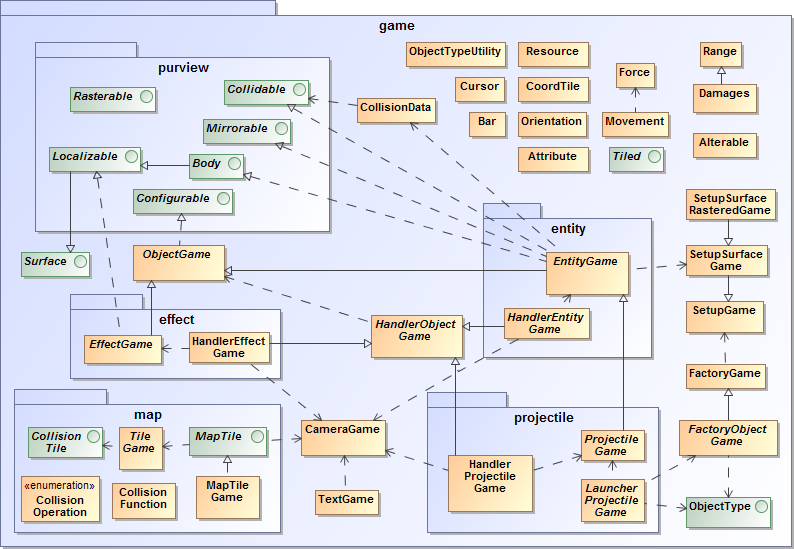 game
purview
Rasterable
Collidable
Mirrorable
Localizable
Body
Configurable
CollisionData
ObjectTypeUtility
Resource
Range
Cursor
CoordTile
Force
Damages
Bar
Orientation
Movement
Attribute
Tiled
Alterable
Surface
ObjectGame
entity
EntityGame
HandlerEntity
Game
SetupSurface
RasteredGame
SetupSurface
Game
SetupGame
FactoryGame
effect
EffectGame
HandlerEffect
Game
HandlerObject
Game
map
Collision
Tile
Tile
Game
MapTile
«enumeration»
Collision
Operation
Collision
Function
MapTile
Game
CameraGame
TextGame
projectile
Handler
Projectile
Game
Projectile
Game
Launcher
Projectile
Game
FactoryObject
Game
ObjectType